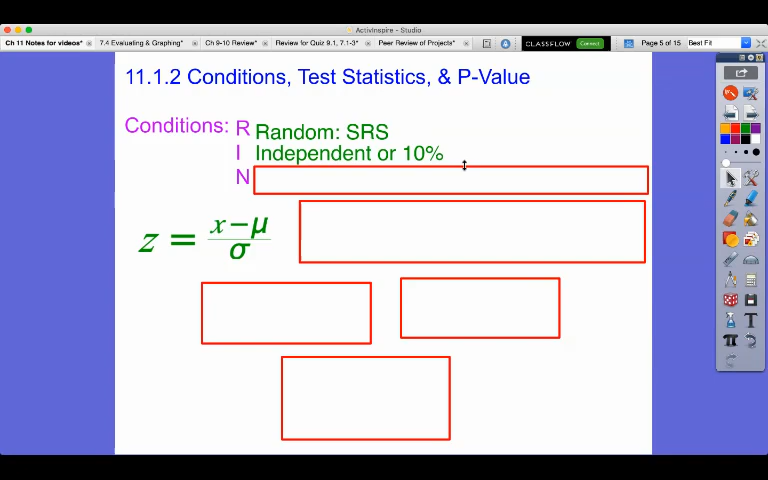 ActivInspire - Studio
Ch 11 Notes for videos*
7.4 Evaluating & Graphing*
Ch 9-10 Review*
Review for Quiz 9.1, 7.1-3*
Peer Review of Projects*
CLASSFLOW
Connect
Page 5 of 15
Best Fit
11.1.2 Conditions, Test Statistics, & P-Value
Conditions: R Random: SRS
I Independent or 10%
N
z = x−μ / σ